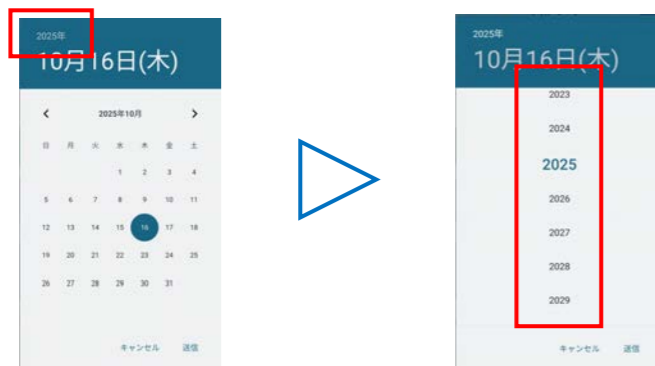 2025年
10月16日(木)
2025年10月
日 月 火 水 木 金 土
1 2 3 4
5 6 7 8 9 10 11
12 13 14 15 16 17 18
19 20 21 22 23 24 25
26 27 28 29 30 31
キャンセル 送信
2025年
10月16日(木)
2023
2024
2025
2026
2027
2028
2029
キャンセル 送信